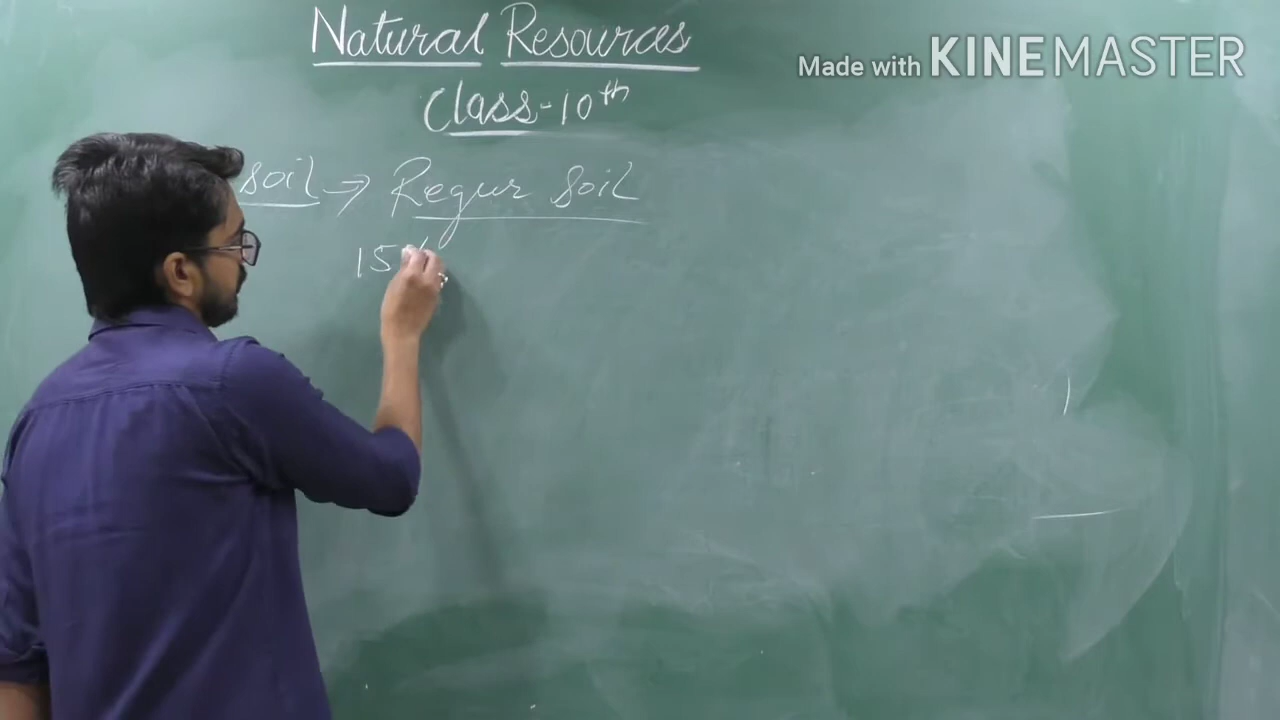 Natural Resources
Made with KINEMASTER
Class-10th
soil → Regur Soil
15%